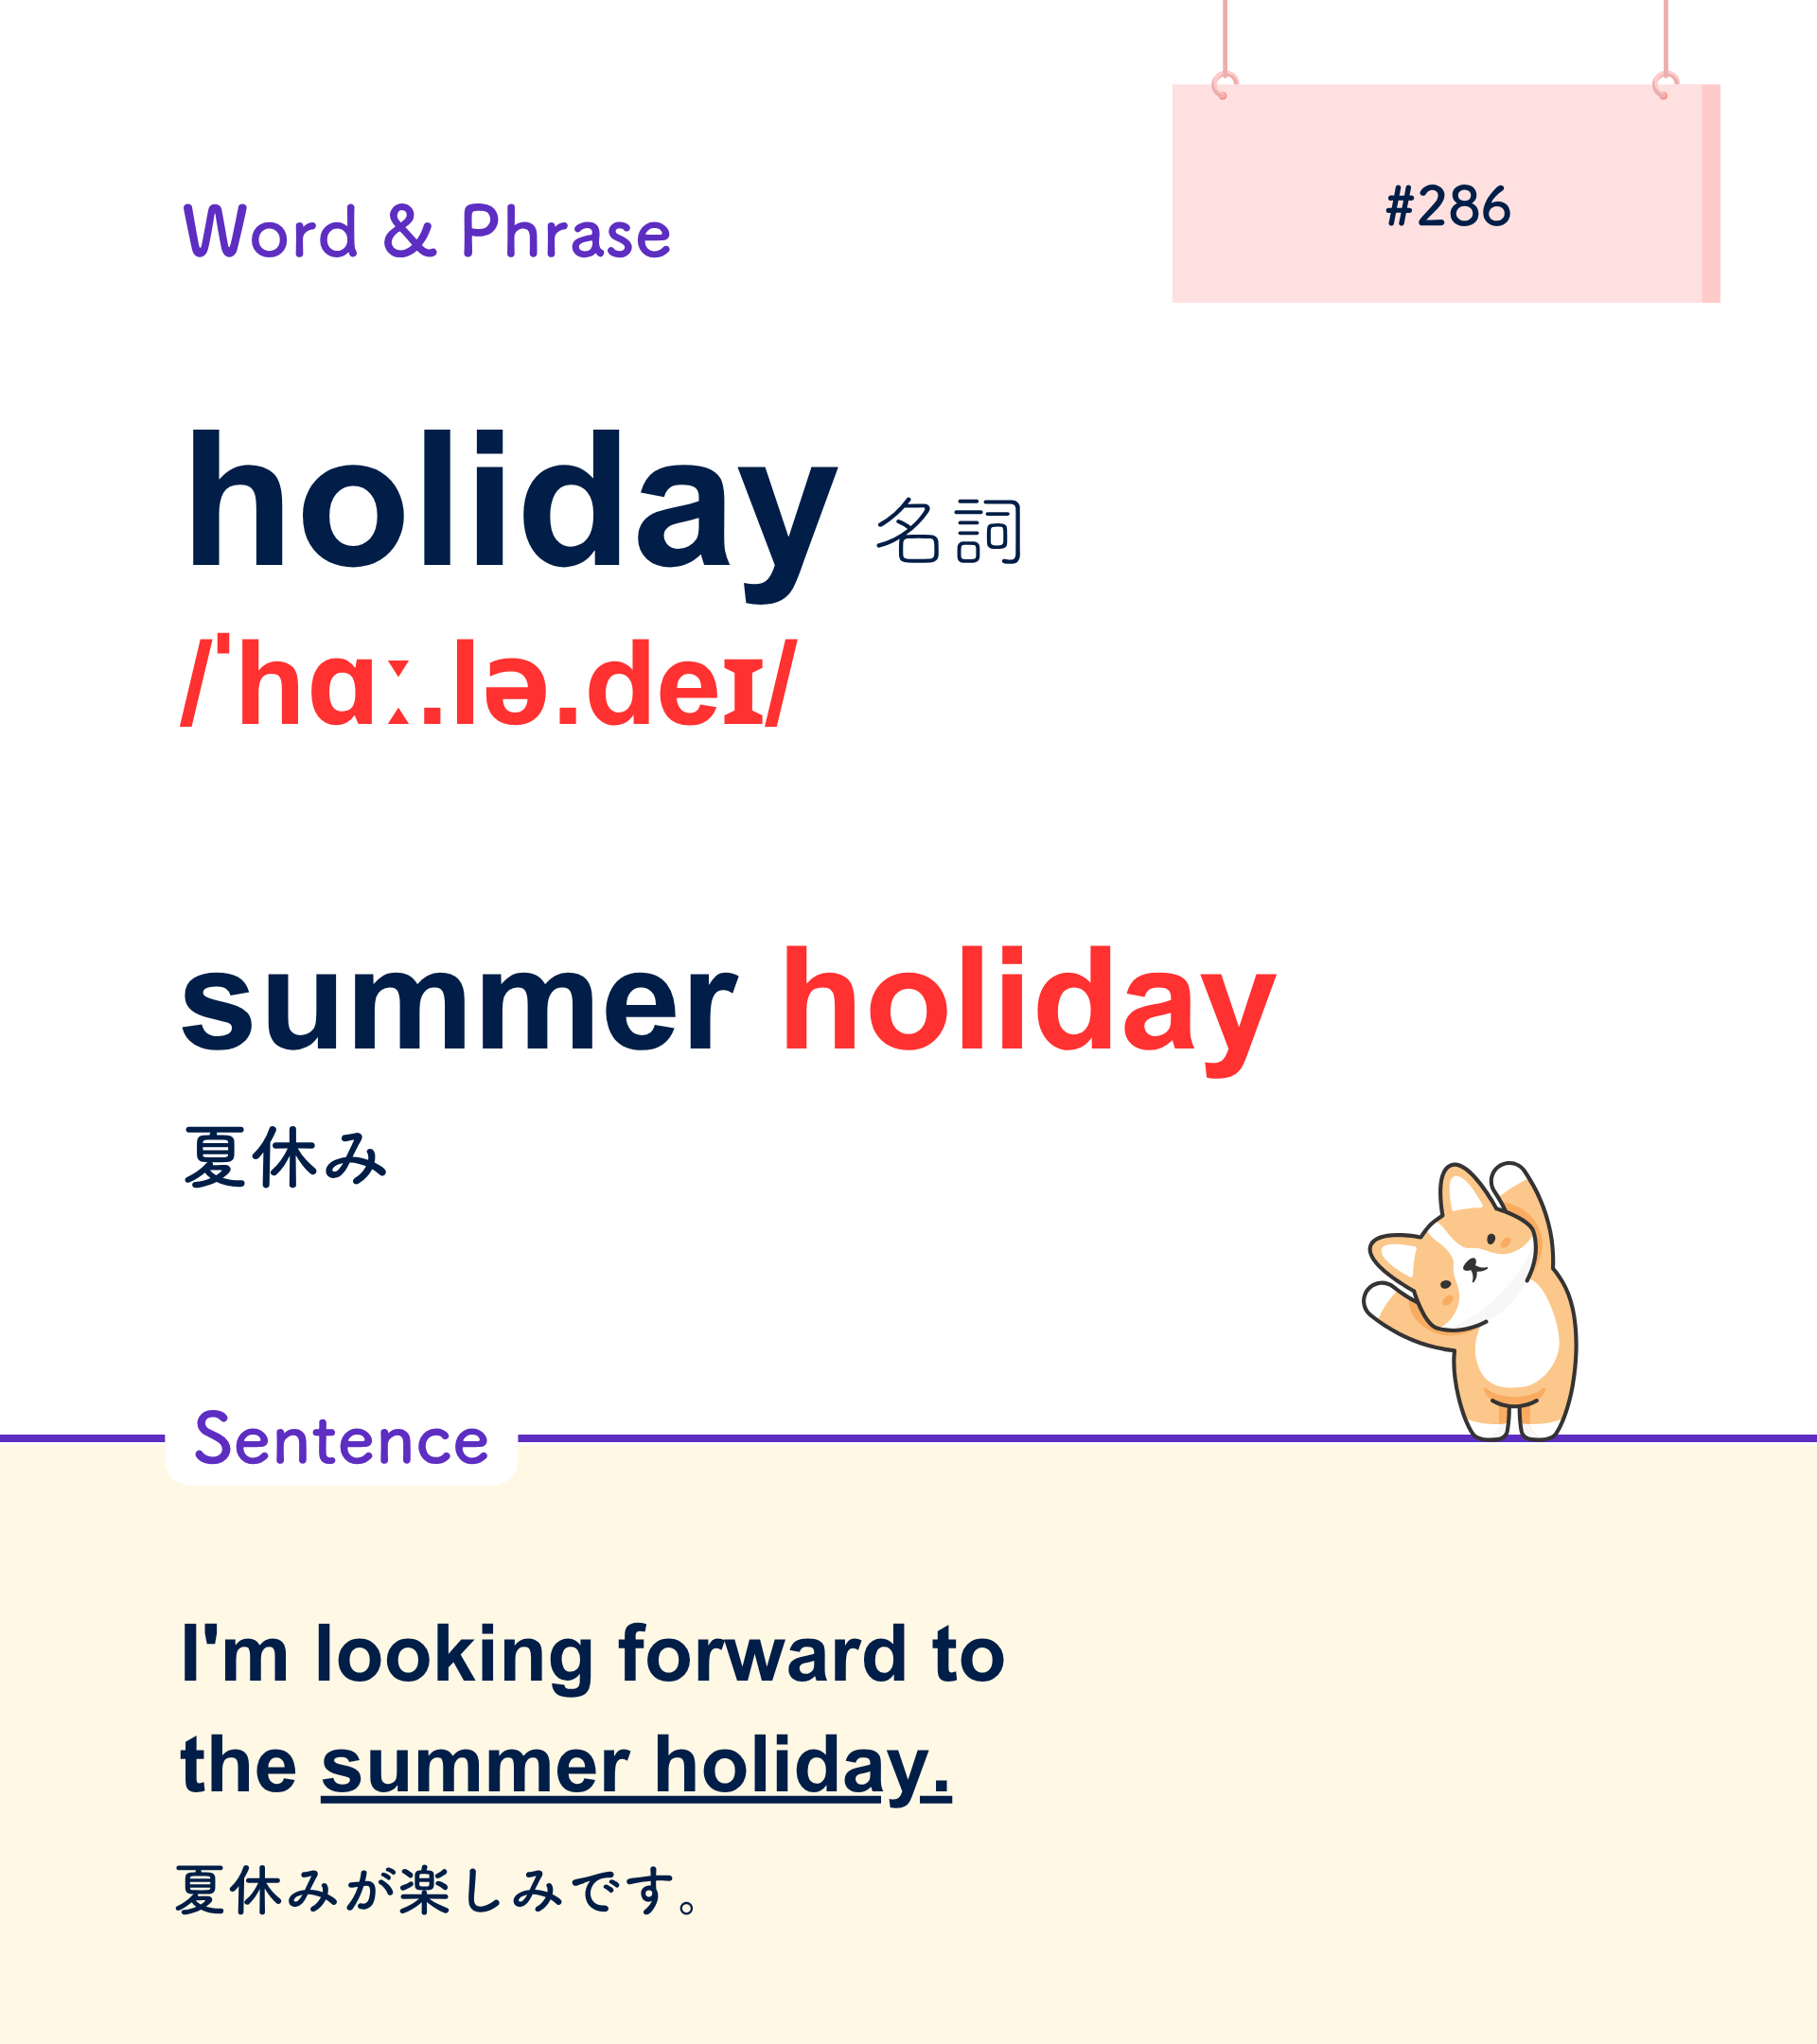 #286
Word & Phrase
holiday 名詞
/ˈhɑː.lə.deɪ/
summer holiday
夏休み
Sentence
I'm looking forward to
the summer holiday.
夏休みが楽しみです。